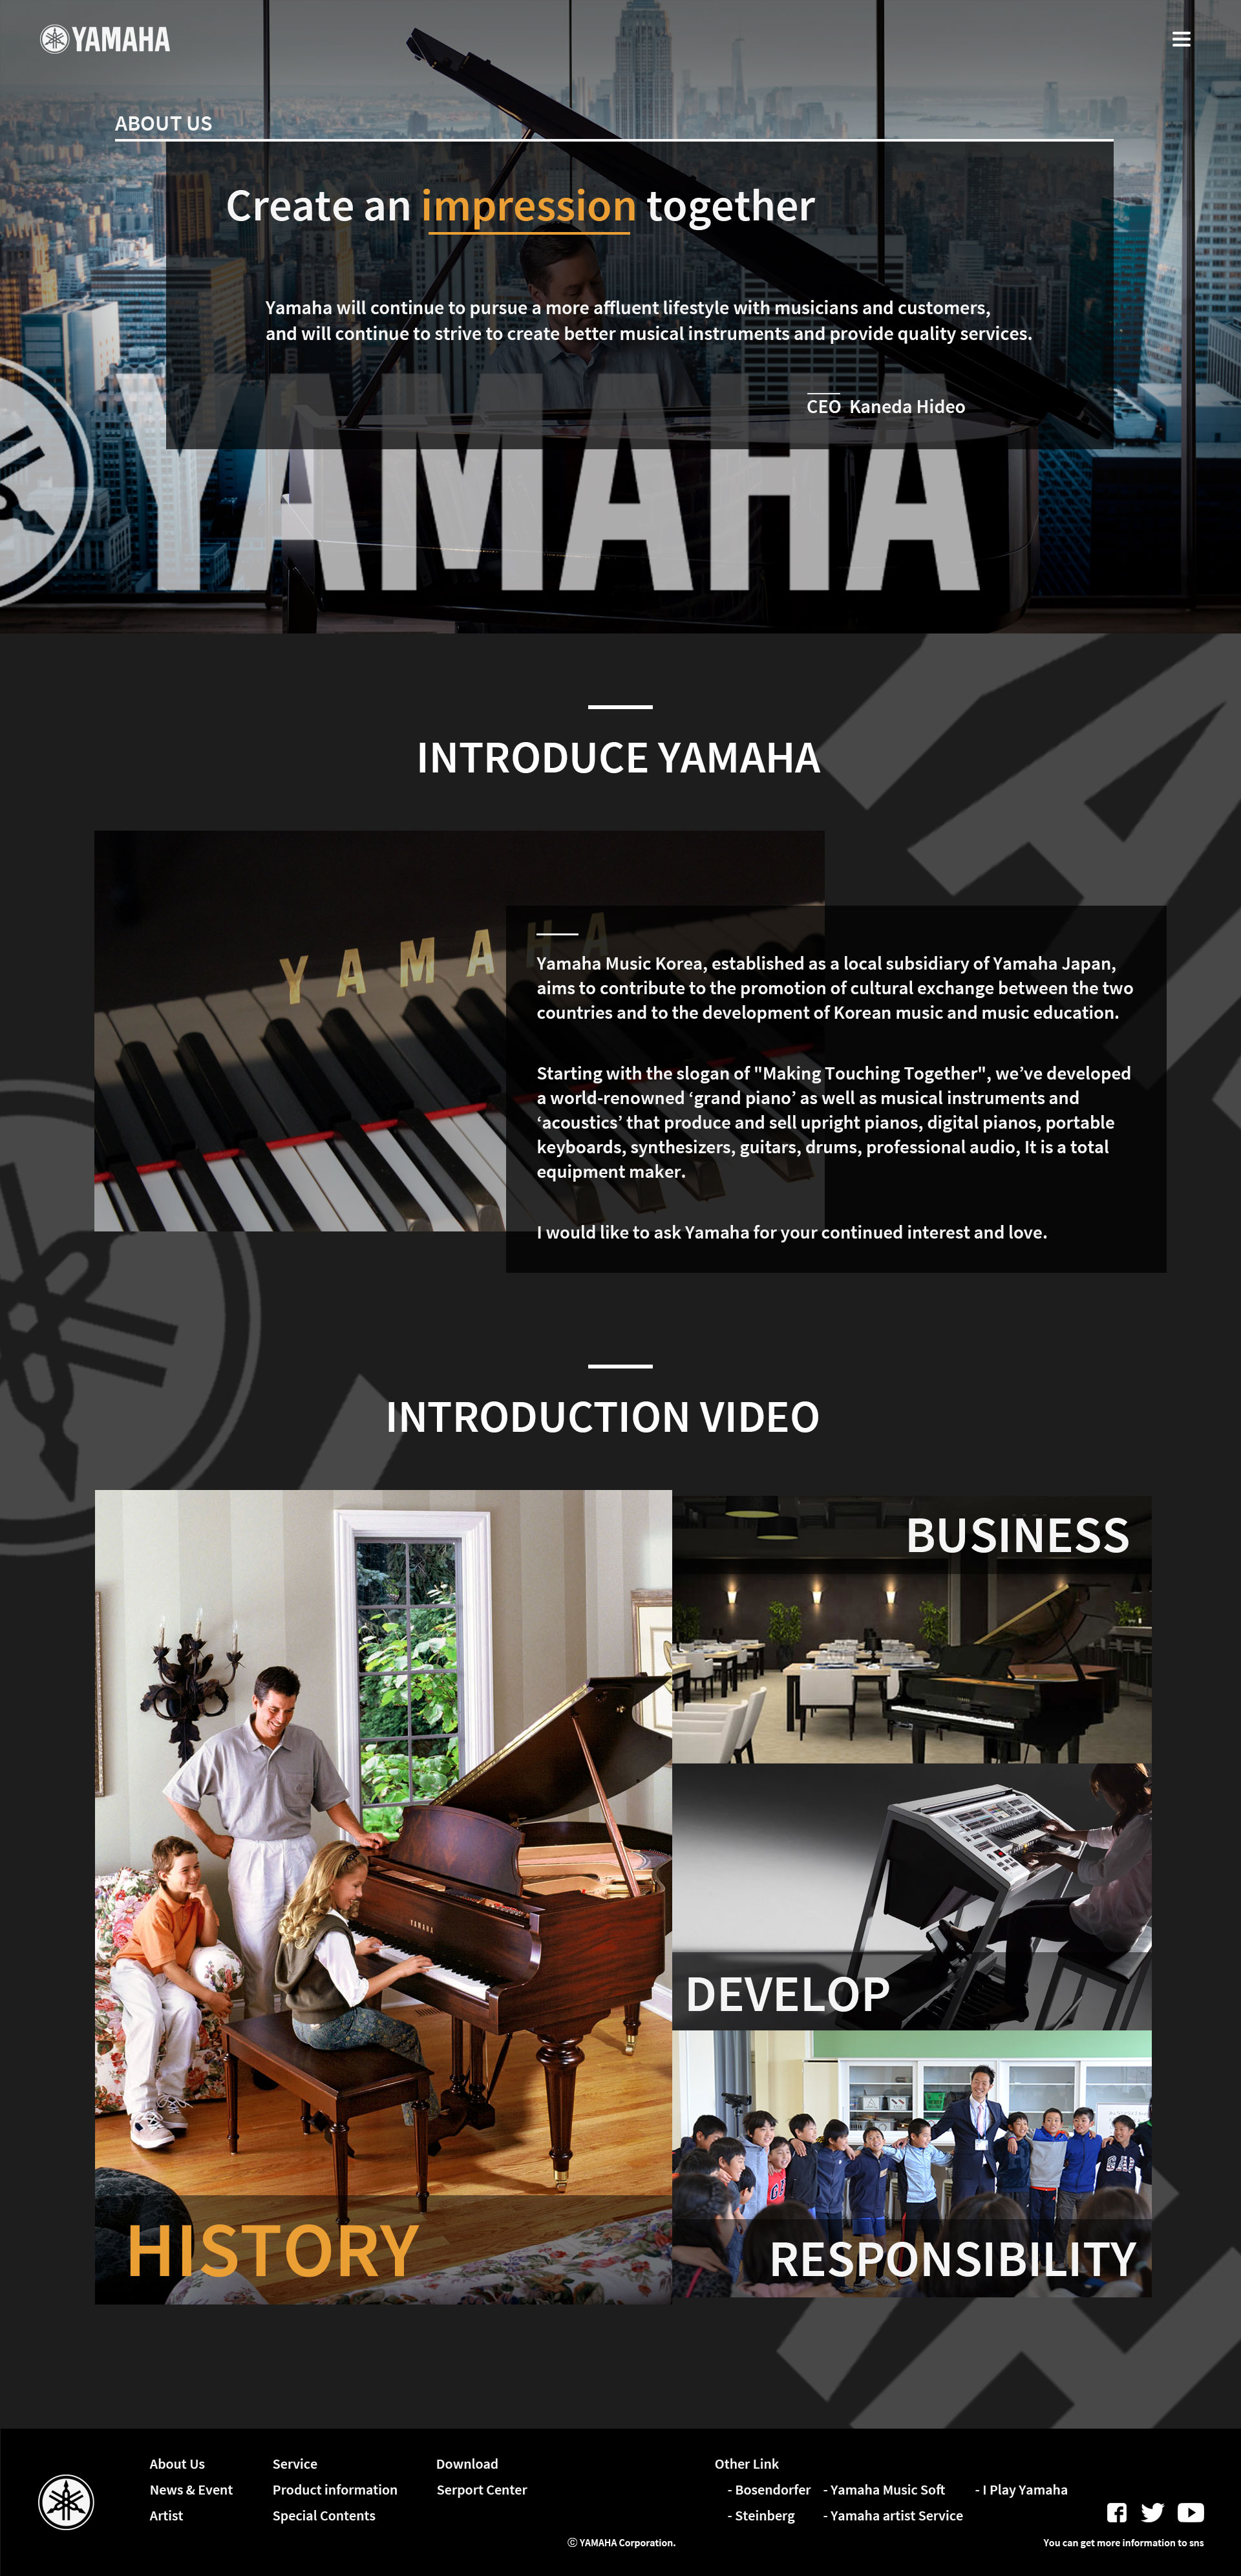 YAMAHA
ABOUT US
Create an impression together
Yamaha will continue to pursue a more affluent lifestyle with musicians and customers,
and will continue to strive to create better musical instruments and provide quality services.
CEO Kaneda Hideo
YAMAHA
INTRODUCE YAMAHA
YAMAHA
Yamaha Music Korea, established as a local subsidiary of Yamaha Japan,
aims to contribute to the promotion of cultural exchange between the two
countries and to the development of Korean music and music education.
Starting with the slogan of "Making Touching Together", we’ve developed
a world-renowned ‘grand piano’ as well as musical instruments and
‘acoustics’ that produce and sell upright pianos, digital pianos, portable
keyboards, synthesizers, guitars, drums, professional audio, It is a total
equipment maker.
I would like to ask Yamaha for your continued interest and love.
INTRODUCTION VIDEO
BUSINESS
YAMAHA
DEVELOP
GAP
HISTORY
RESPONSIBILITY
About Us
News & Event
Artist
Service
Product information
Special Contents
Download
Serport Center
Other Link
- Bosendorfer - Yamaha Music Soft - I Play Yamaha
- Steinberg - Yamaha artist Service
ⓒ YAMAHA Corporation.
You can get more information to sns